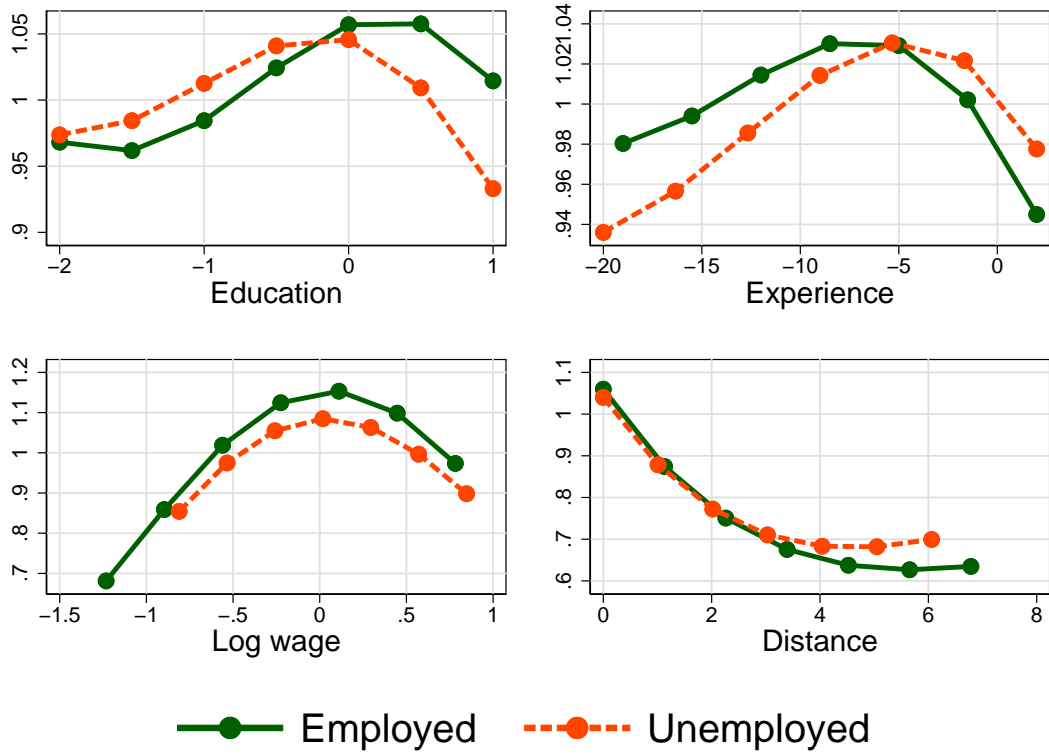 1.05
1
.95
.9
−2 −1 0 1
Education
1.04
1.02
1
.98
.96
.94
−20 −15 −10 −5 0
Experience
1.2
1.1
1
.9
.8
.7
−1.5 −1 −.5 0 .5 1
Log wage
1.1
1
.9
.8
.7
.6
0 2 4 6 8
Distance
Employed Unemployed